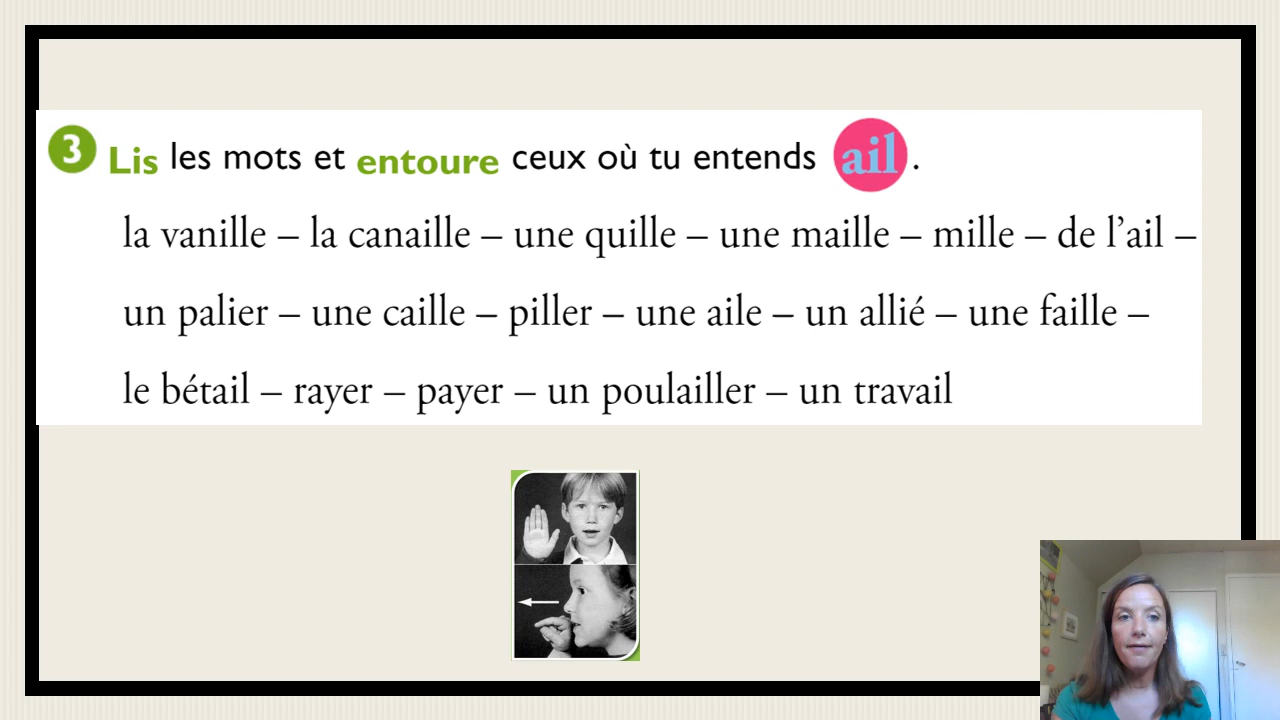 3 Lis les mots et entoure ceux où tu entends ail.
la vanille – la canaille – une quille – une maille – mille – de l’ail –
un palier – une caille – piller – une aile – un allié – une faille –
le bétail – rayer – payer – un poulailler – un travail